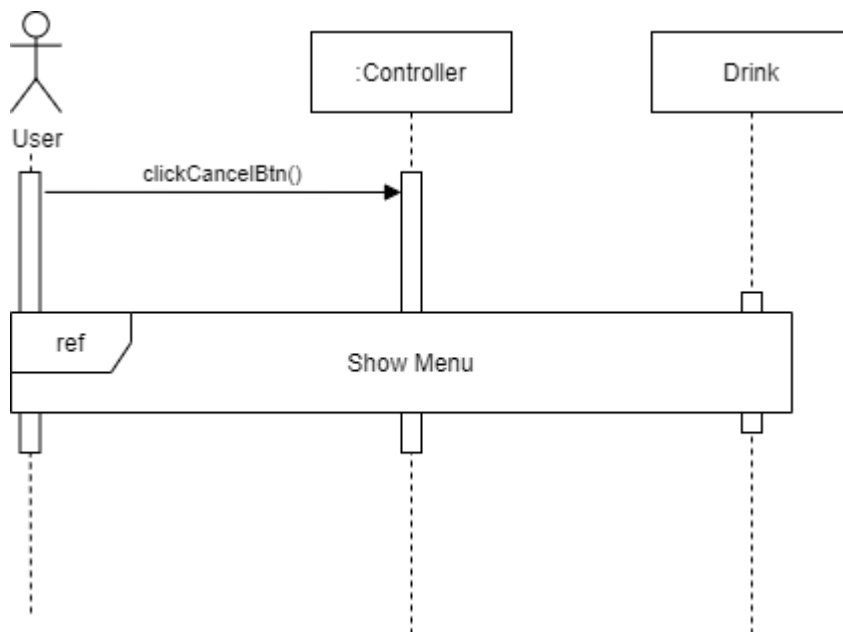 :Controller
Drink
User
clickCancelBtn()
ref
Show Menu